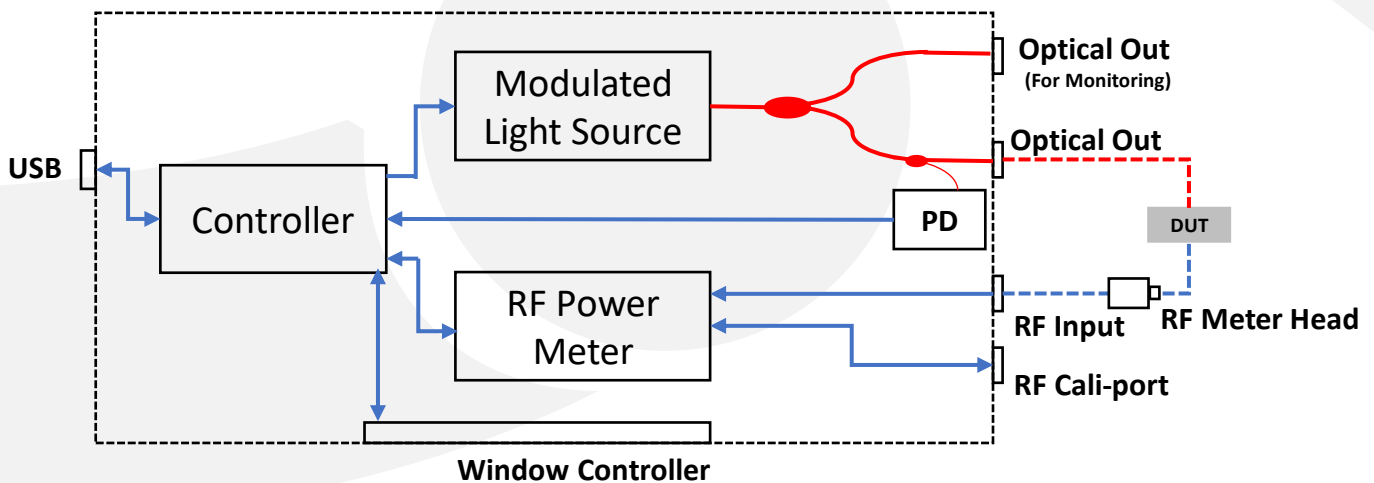 Optical Out
(For Monitoring)
Modulated
Light Source
Optical Out
USB
Controller
PD
DUT
RF Power
Meter
RF Input
RF Meter Head
RF Cali-port
Window Controller